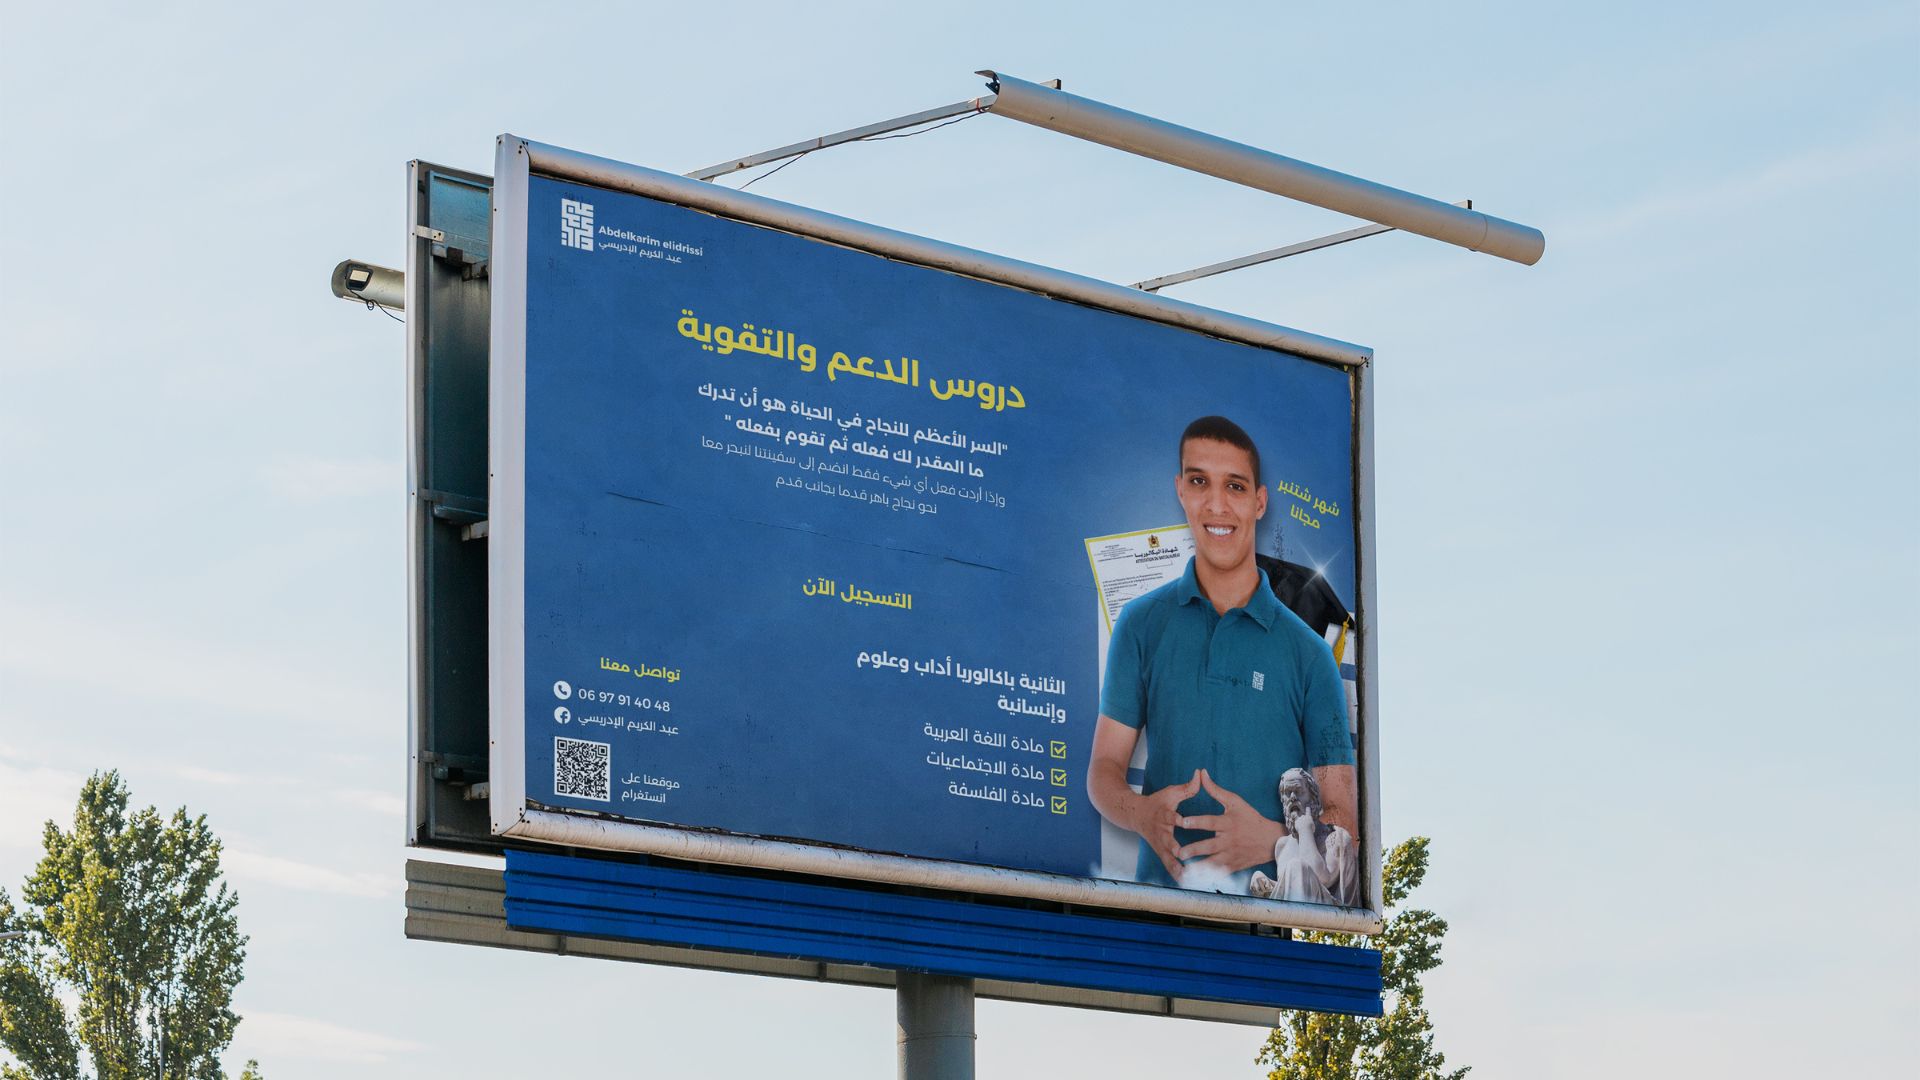 Abdelkarim elidrissi
عبد الكريم الإدريسي
دروس الدعم والتقوية
"السر الأعظم للنجاح في الحياة هو أن تدرك
ما المقدر لك فعله ثم تقوم بفعله "
وإذا أردت فعل أي شيء فقط انضم إلى سفينتنا لنبحر معا
نحو نجاح باهر قدما بجانب قدم
شهر شتنبر
مجانا
شهادة البكالوريا
التسجيل الآن
الثانية باكالوريا أداب وعلوم
وإنسانية
مادة اللغة العربية
مادة الاجتماعيات
مادة الفلسفة
تواصل معنا
06 97 91 40 48
عبد الكريم الإدريسي
موقعنا على
انستغرام